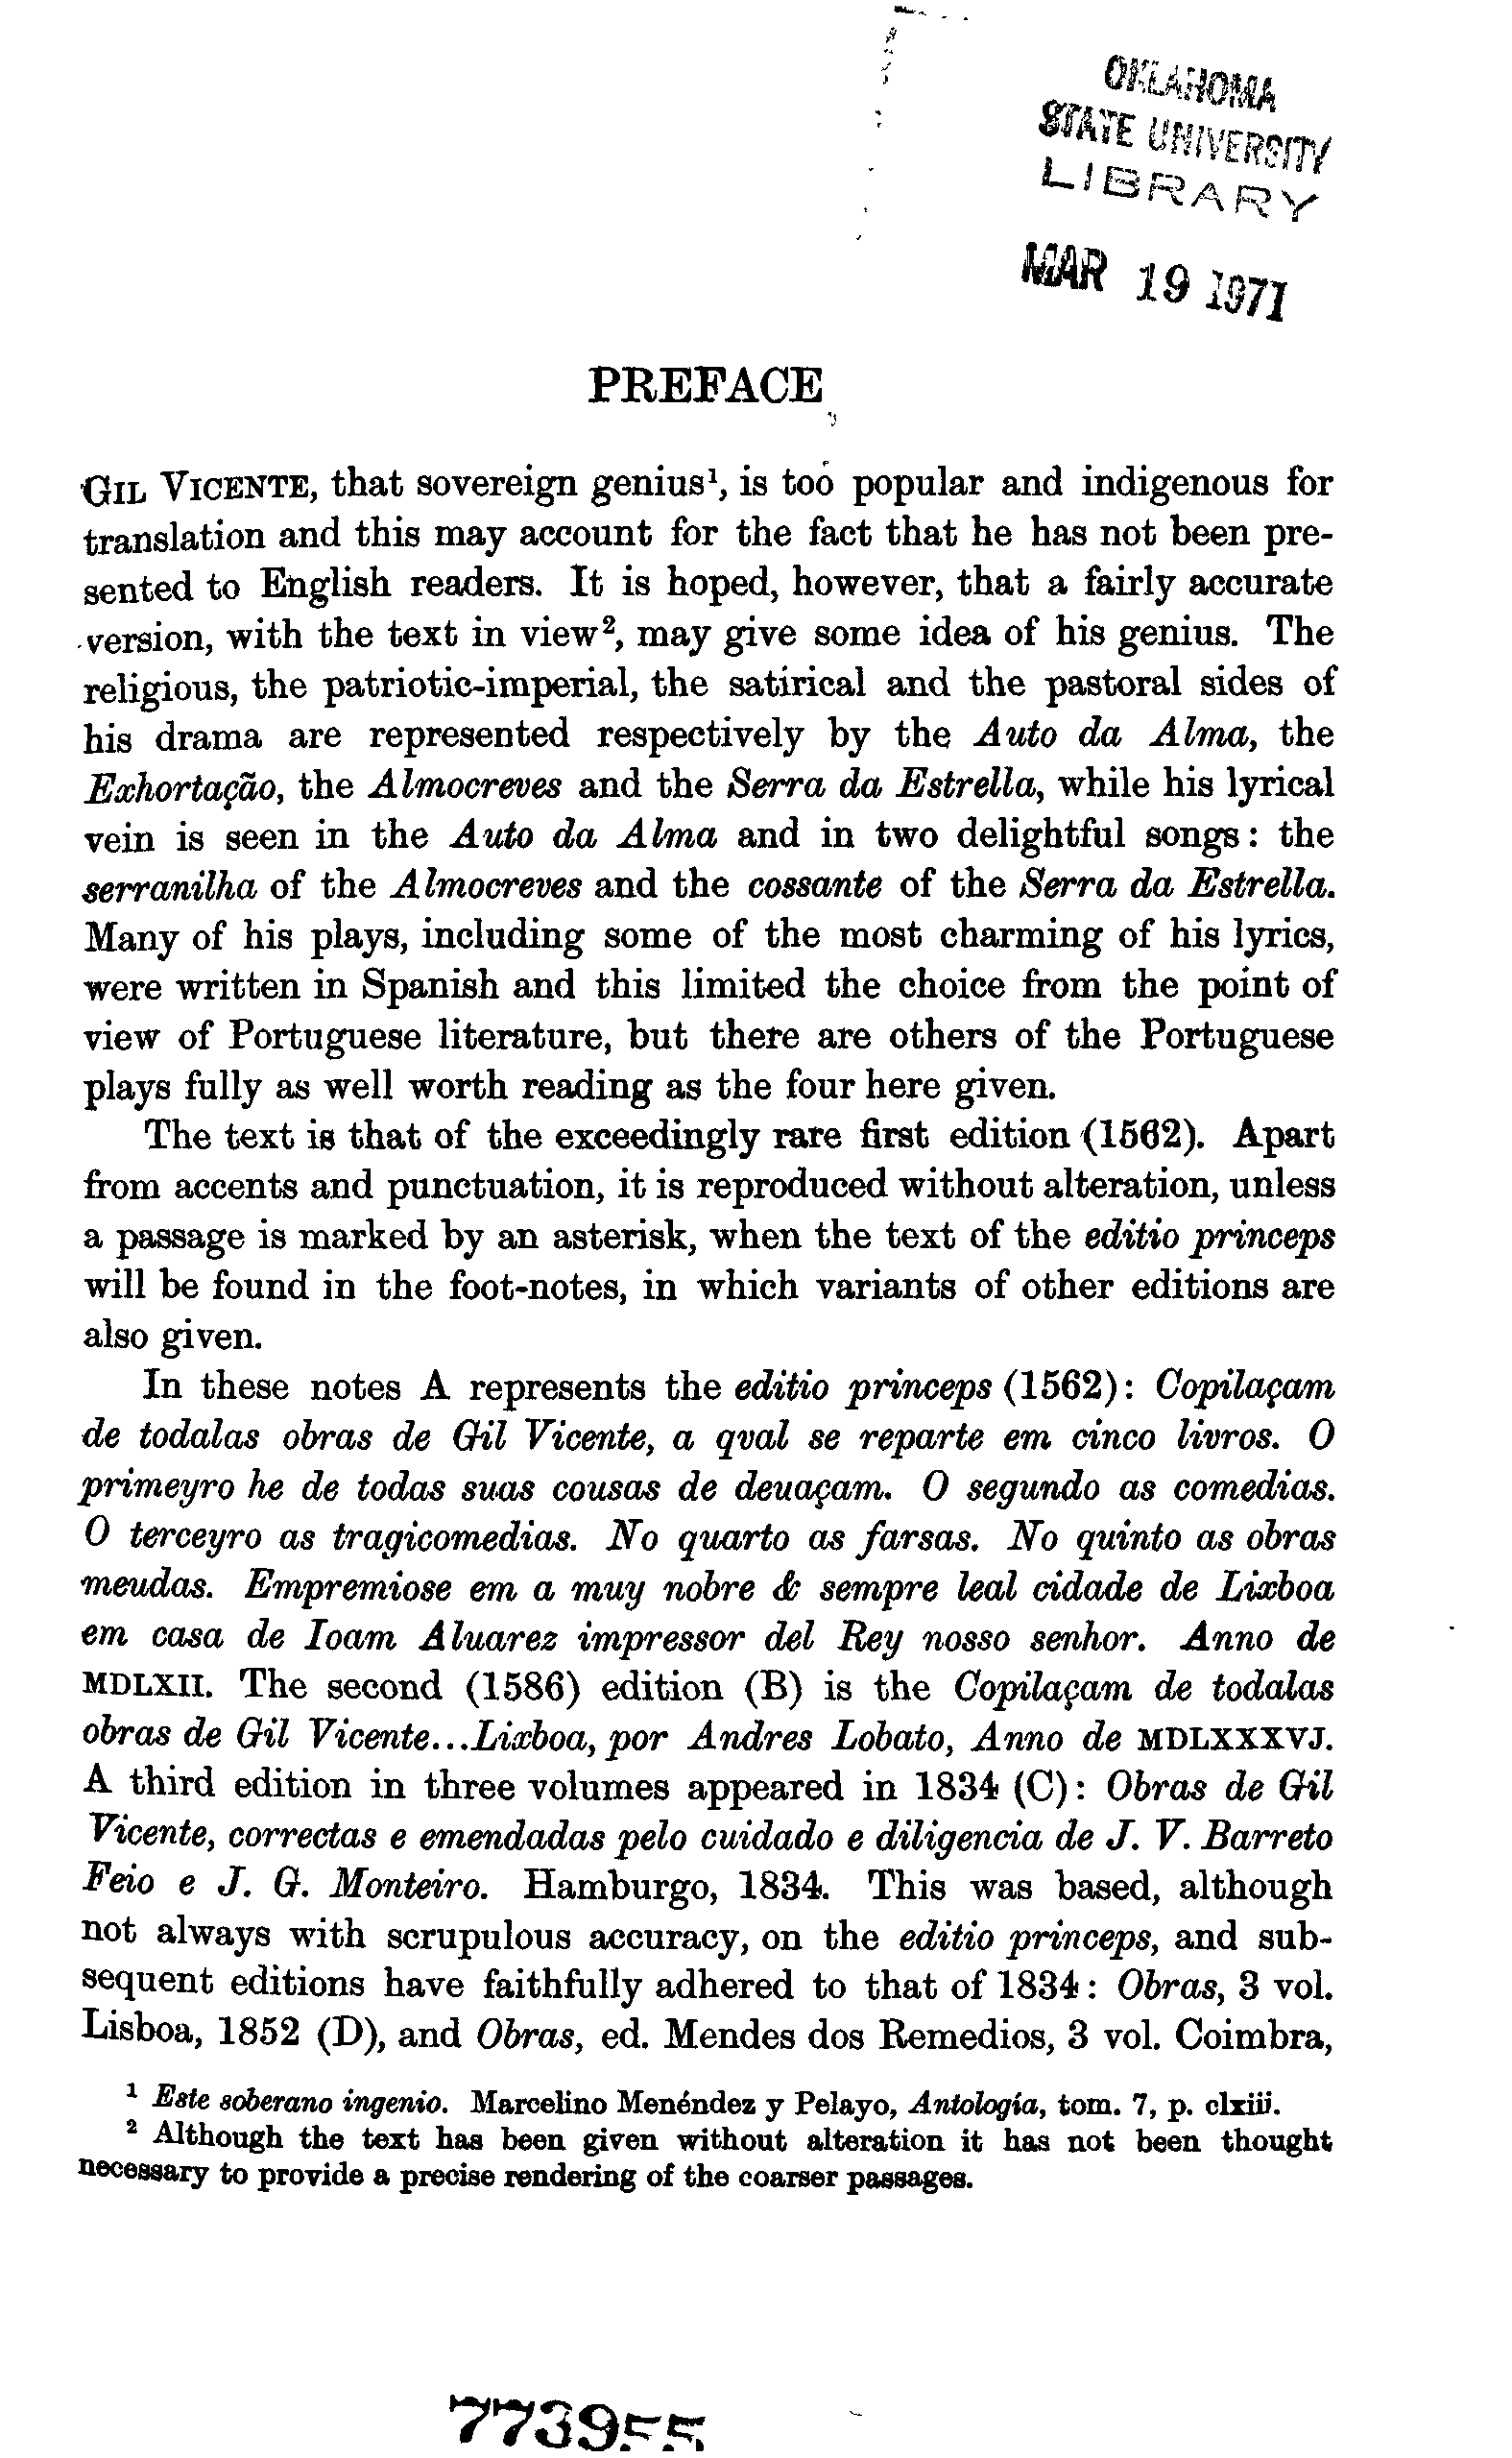 OKLAHOMA
STATE UNIVERSITY
LIBRARY
MAR 19 1971
PREFACE
GIL VICENTE, that sovereign genius¹, is too popular and indigenous for
translation and this may account for the fact that he has not been pre-
sented to English readers. It is hoped, however, that a fairly accurate
version, with the text in view², may give some idea of his genius. The
religious, the patriotic-imperial, the satirical and the pastoral sides of
his drama are represented respectively by the Auto da Alma, the
Exhortação, the Almocreves and the Serra da Estrella, while his lyrical
vein is seen in the Auto da Alma and in two delightful songs: the
serranilha of the Almocreves and the cossante of the Serra da Estrella.
Many of his plays, including some of the most charming of his lyrics,
were written in Spanish and this limited the choice from the point of
view of Portuguese literature, but there are others of the Portuguese
plays fully as well worth reading as the four here given.
The text is that of the exceedingly rare first edition (1562). Apart
from accents and punctuation, it is reproduced without alteration, unless
a passage is marked by an asterisk, when the text of the editio princeps
will be found in the foot-notes, in which variants of other editions are
also given.
In these notes A represents the editio princeps (1562): Copilaçam
de todalas obras de Gil Vicente, a qval se reparte em cinco livros. O
primeyro he de todas suas cousas de deuaçam. O segundo as comedias.
O terceyro as tragicomedias. No quarto as farsas. No quinto as obras
meudas. Empremiose em a muy nobre & sempre leal cidade de Lixboa
em casa de Ioam Aluarez impressor del Rey nosso senhor. Anno de
MDLXII. The second (1586) edition (B) is the Copilaçam de todalas
obras de Gil Vicente...Lixboa, por Andres Lobato, Anno de MDLXXXVJ.
A third edition in three volumes appeared in 1834 (C): Obras de Gil
Vicente, correctas e emendadas pelo cuidado e diligencia de J. V. Barreto
Feio e J. G. Monteiro. Hamburgo, 1834. This was based, although
not always with scrupulous accuracy, on the editio princeps, and sub-
sequent editions have faithfully adhered to that of 1834: Obras, 3 vol.
Lisboa, 1852 (D), and Obras, ed. Mendes dos Remedios, 3 vol. Coimbra,
¹ Este soberano ingenio. Marcelino Menéndez y Pelayo, Antología, tom. 7, p. clxiii.
² Although the text has been given without alteration it has not been thought
necessary to provide a precise rendering of the coarser passages.
773955